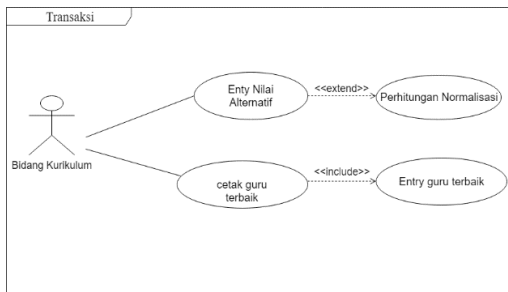 Transaksi
Enty Nilai
Alternatif
<<extend>>
Perhitungan Normalisasi
Bidang Kurikulum
cetak guru
terbaik
<<include>>
Entry guru terbaik